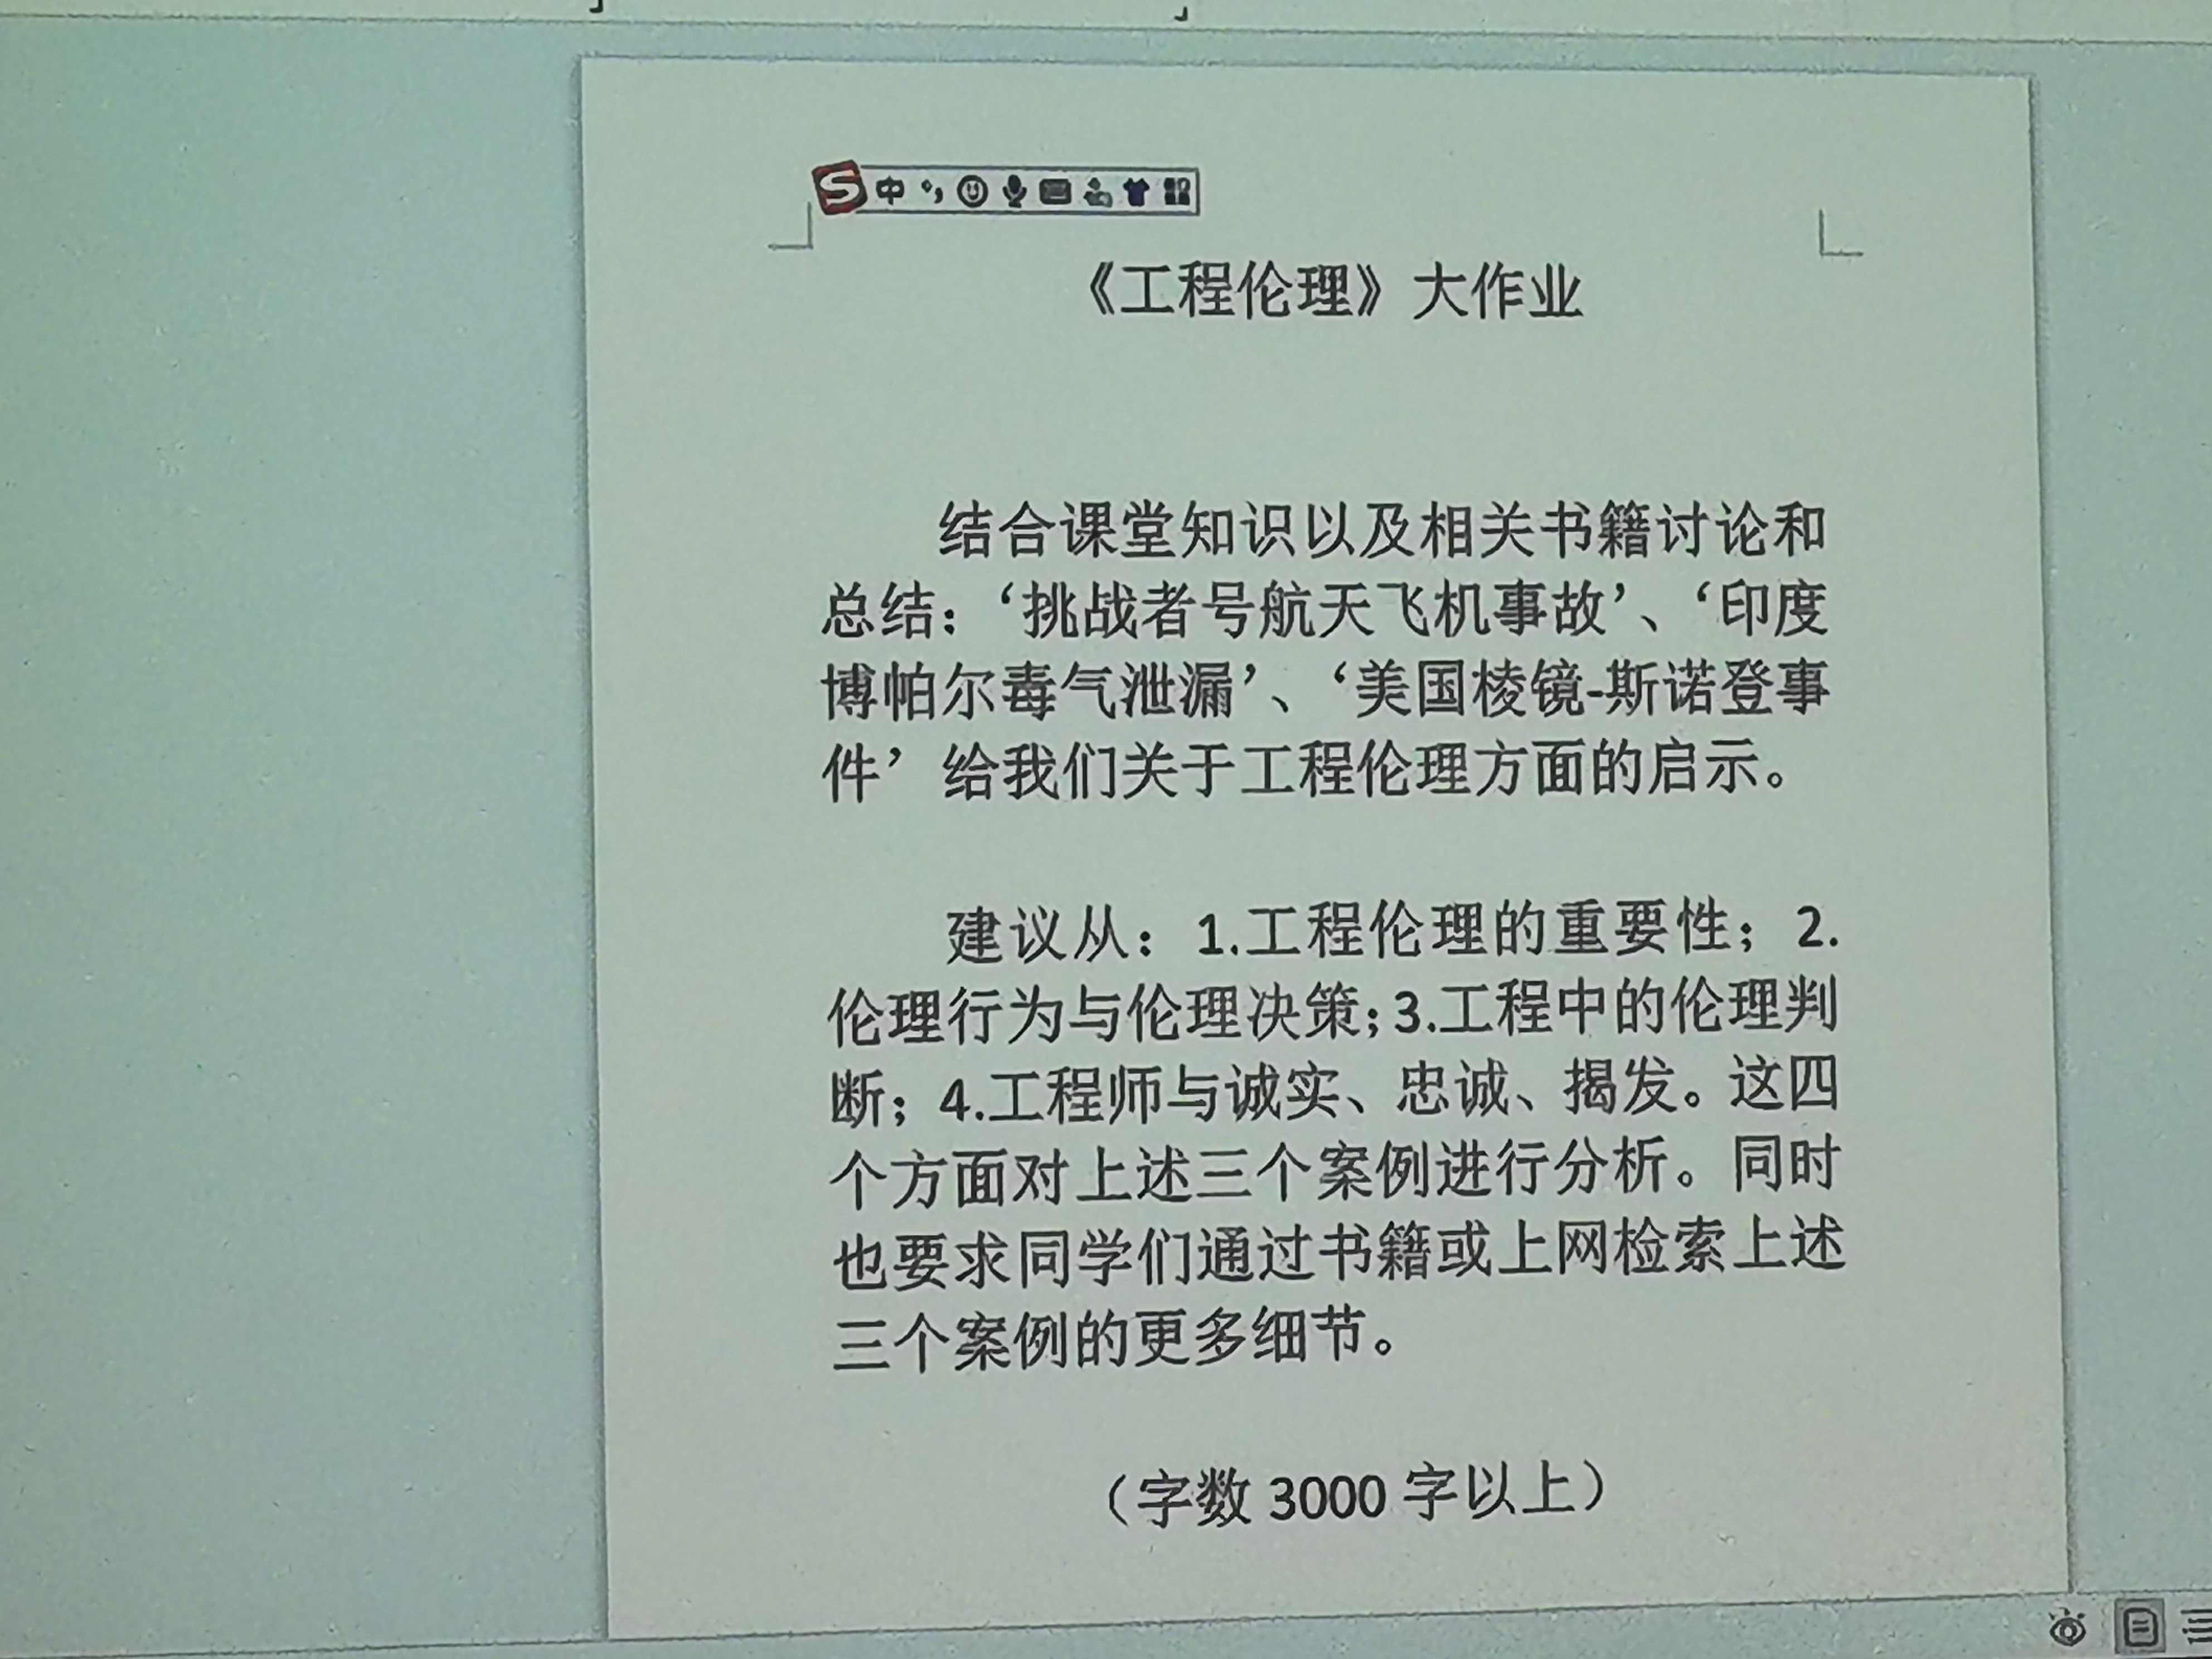 中
《工程伦理》大作业
结合课堂知识以及相关书籍讨论和
总结：‘挑战者号航天飞机事故’、‘印度
博帕尔毒气泄漏’、‘美国棱镜-斯诺登事
件’给我们关于工程伦理方面的启示。
建议从：1.工程伦理的重要性；2.
伦理行为与伦理决策；3.工程中的伦理判
断；4.工程师与诚实、忠诚、揭发。这四
个方面对上述三个案例进行分析。同时
也要求同学们通过书籍或上网检索上述
三个案例的更多细节。
（字数 3000 字以上）